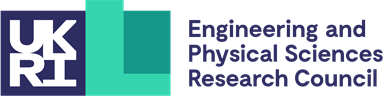 UK
RI
Engineering and
Physical Sciences
Research Council